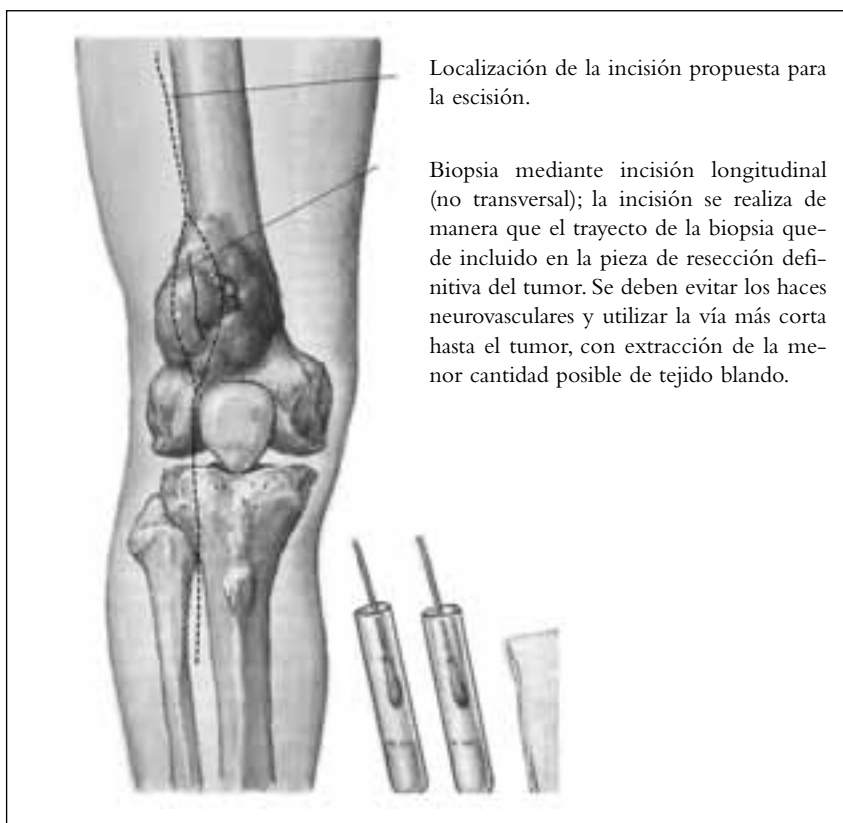 Localización de la incisión propuesta para
la escisión.
Biopsia mediante incisión longitudinal
(no transversal); la incisión se realiza de
manera que el trayecto de la biopsia que-
de incluido en la pieza de resección defi-
nitiva del tumor. Se deben evitar los haces
neurovasculares y utilizar la vía más corta
hasta el tumor, con extracción de la me-
nor cantidad posible de tejido blando.